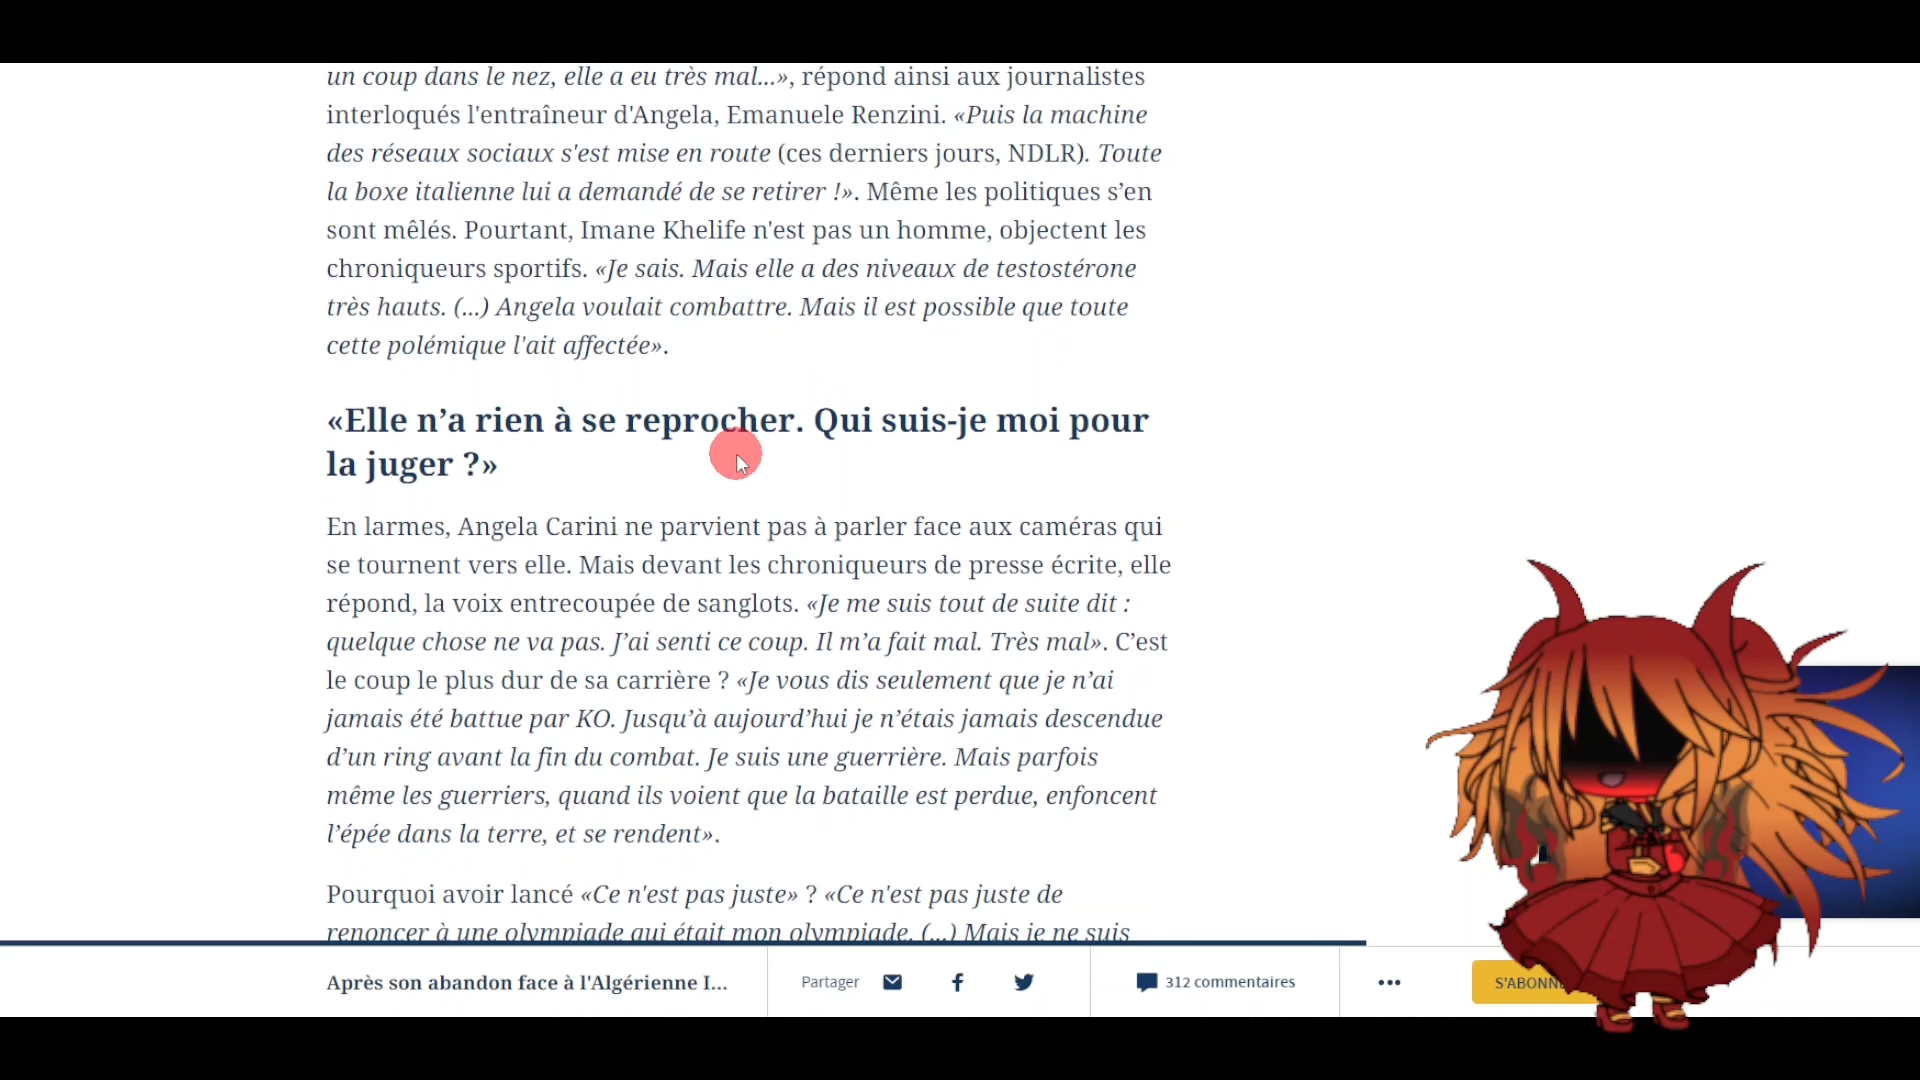 un coup dans le nez, elle a eu très mal...», répond ainsi aux journalistes
interloqués l'entraîneur d'Angela, Emanuele Renzini. «Puis la machine
des réseaux sociaux s'est mise en route (ces derniers jours, NDLR). Toute
la boxe italienne lui a demandé de se retirer !». Même les politiques s’en
sont mêlés. Pourtant, Imane Khelife n'est pas un homme, objectent les
chroniqueurs sportifs. «Je sais. Mais elle a des niveaux de testostérone
très hauts. (...) Angela voulait combattre. Mais il est possible que toute
cette polémique l'ait affectée».
«Elle n’a rien à se reprocher. Qui suis-je moi pour
la juger ?»
En larmes, Angela Carini ne parvient pas à parler face aux caméras qui
se tournent vers elle. Mais devant les chroniqueurs de presse écrite, elle
répond, la voix entrecoupée de sanglots. «Je me suis tout de suite dit :
quelque chose ne va pas. J’ai senti ce coup. Il m’a fait mal. Très mal». C’est
le coup le plus dur de sa carrière ? «Je vous dis seulement que je n’ai
jamais été battue par KO. Jusqu’à aujourd’hui je n’étais jamais descendue
d’un ring avant la fin du combat. Je suis une guerrière. Mais parfois
même les guerriers, quand ils voient que la bataille est perdue, enfoncent
l’épée dans la terre, et se rendent».
Pourquoi avoir lancé «Ce n'est pas juste» ? «Ce n'est pas juste de
renoncer à une olympiade qui était mon olympiade. (...) Mais je ne suis
Après son abandon face à l'Algérienne I...
Partager
312 commentaires
S'ABONN